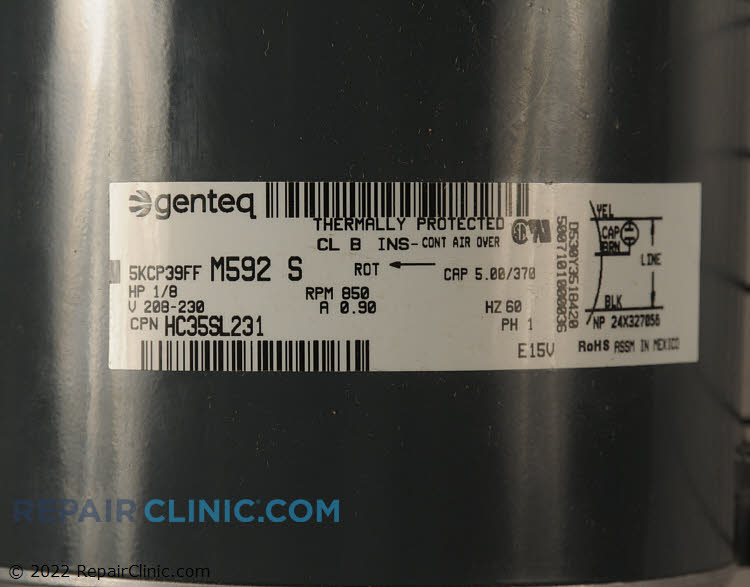 genteq
THERMALLY PROTECTED
CL B INS-CONT AIR OVER
5KCP39FF M592 S ROT CAP 5.00/370
HP 1/8 RPM 850 HZ 60
V 208-230 A 0.90 PH 1
CPN HC35SL231
E15V
YEL
CAP
BRN
LINE
BLK
NP 24X327056
RoHS ASSM IN MEXICO
REPAIRCLINIC.COM
© 2022 RepairClinic.com